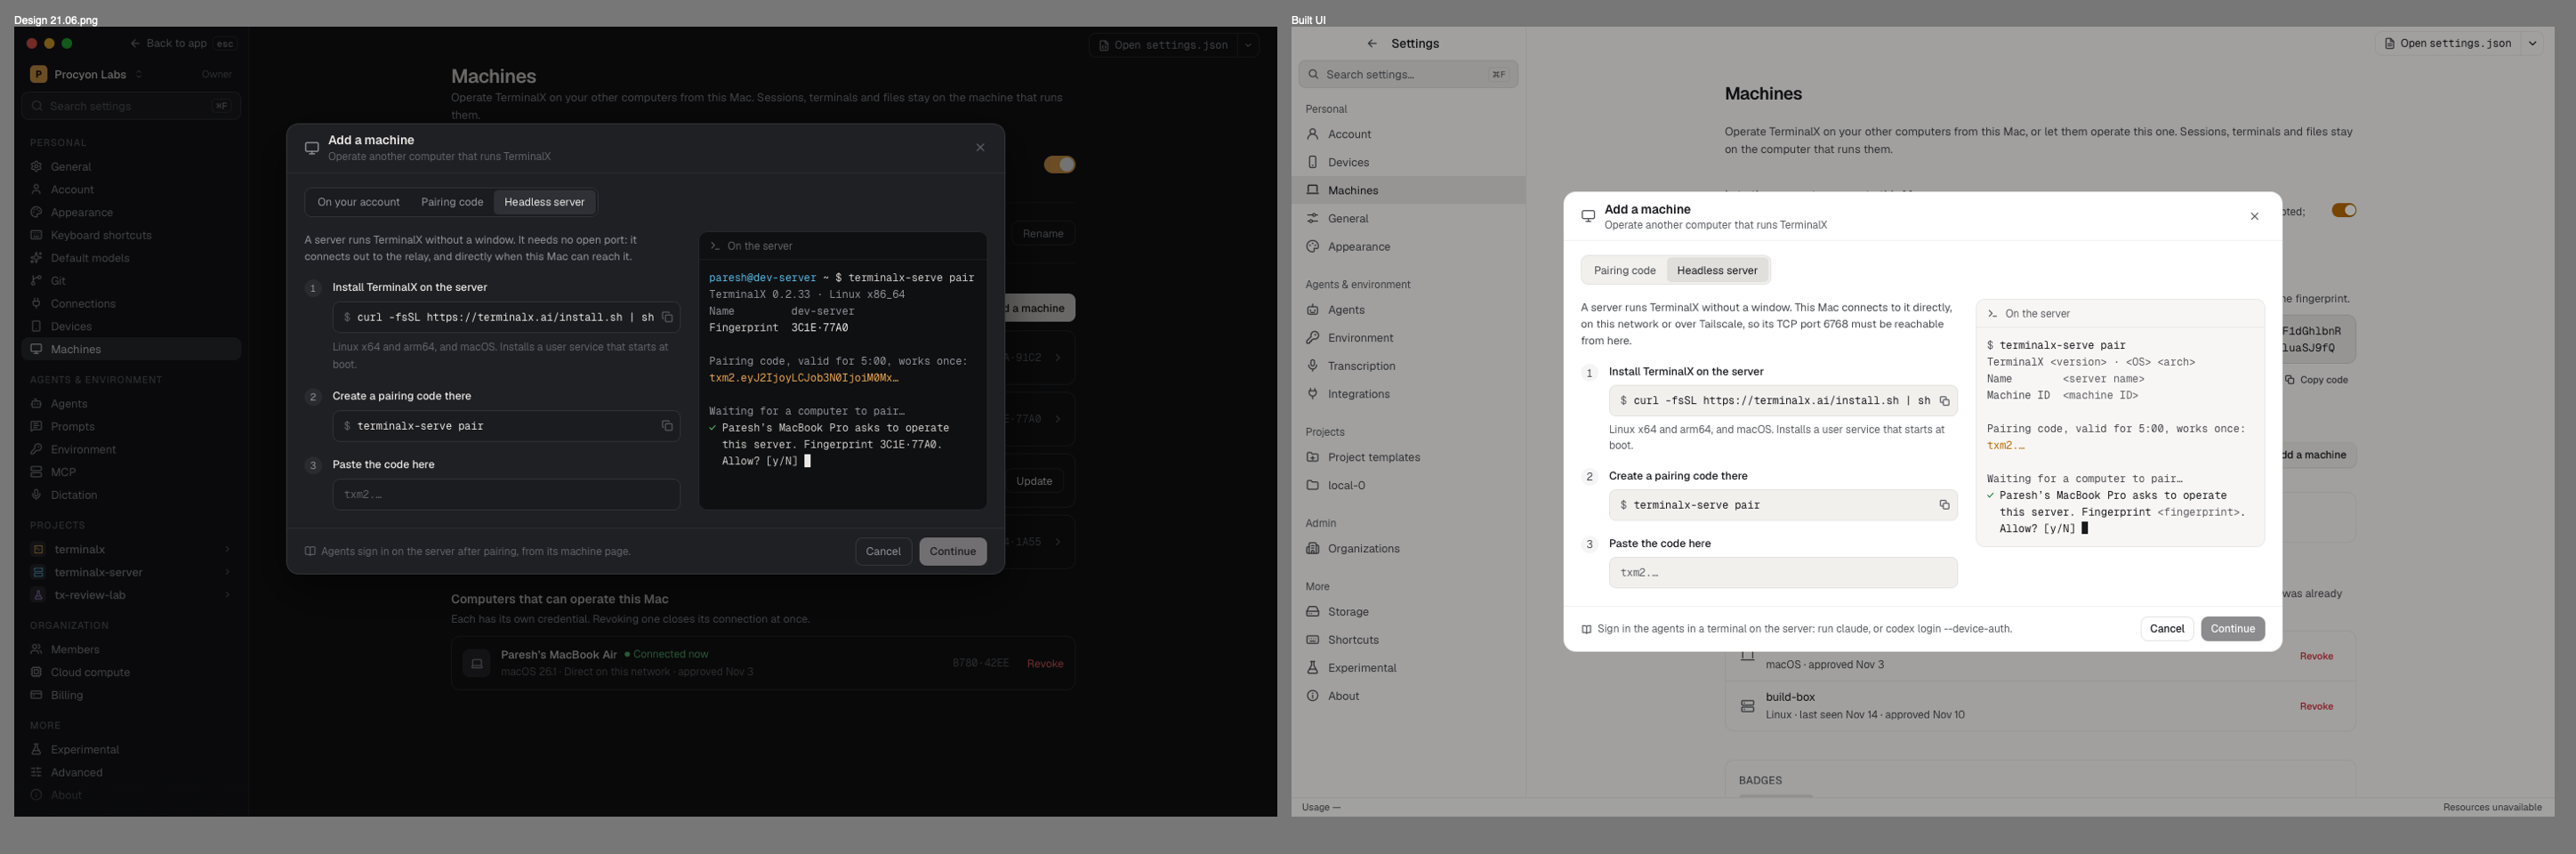 Design 21.06.png
Back to app esc
P Procyon Labs Owner
Search settings ⌘F
PERSONAL
General
Account
Appearance
Keyboard shortcuts
Default models
Git
Connections
Devices
Machines
AGENTS & ENVIRONMENT
Agents
Prompts
Environment
MCP
Dictation
PROJECTS
terminalx
terminalx-server
tx-review-lab
ORGANIZATION
Members
Cloud compute
Billing
MORE
Experimental
Advanced
About
Open settings.json
Machines
Operate TerminalX on your other computers from this Mac. Sessions, terminals and files stay on the machine that runs
them.
Rename
d a machine
91C2
77A0
Update
1A55
Add a machine
Operate another computer that runs TerminalX
On your account Pairing code Headless server
A server runs TerminalX without a window. It needs no open port: it
connects out to the relay, and directly when this Mac can reach it.
1 Install TerminalX on the server
$ curl -fsSL https://terminalx.ai/install.sh | sh
Linux x64 and arm64, and macOS. Installs a user service that starts at
boot.
2 Create a pairing code there
$ terminalx-serve pair
3 Paste the code here
txm2.…
On the server
paresh@dev-server ~ $ terminalx-serve pair
TerminalX 0.2.33 · Linux x86_64
Name dev-server
Fingerprint 3C1E·77A0
Pairing code, valid for 5:00, works once:
txm2.eyJ2IjoyLCJob3N0IjoiM0Mx…
Waiting for a computer to pair…
✓ Paresh's MacBook Pro asks to operate
this server. Fingerprint 3C1E·77A0.
Allow? [y/N]
Agents sign in on the server after pairing, from its machine page.
Cancel Continue
Computers that can operate this Mac
Each has its own credential. Revoking one closes its connection at once.
Paresh's MacBook Air Connected now
macOS 26.1 · Direct on this network · approved Nov 3
B780·42EE Revoke
Built UI
Settings
Search settings... ⌘F
Personal
Account
Devices
Machines
General
Appearance
Agents & environment
Agents
Environment
Transcription
Integrations
Projects
Project templates
local-0
Admin
Organizations
More
Storage
Shortcuts
Experimental
About
Usage —
Open settings.json
Machines
Operate TerminalX on your other computers from this Mac, or let them operate this one. Sessions, terminals and files stay
on the computer that runs them.
oted;
e fingerprint.
F1dGhlbnR
luaSJ9fQ
Copy code
dd a machine
was already
Add a machine
Operate another computer that runs TerminalX
Pairing code Headless server
A server runs TerminalX without a window. This Mac connects to it directly,
on this network or over Tailscale, so its TCP port 6768 must be reachable
from here.
1 Install TerminalX on the server
$ curl -fsSL https://terminalx.ai/install.sh | sh
Linux x64 and arm64, and macOS. Installs a user service that starts at
boot.
2 Create a pairing code there
$ terminalx-serve pair
3 Paste the code here
txm2.…
On the server
$ terminalx-serve pair
TerminalX <version> · <OS> <arch>
Name <server name>
Machine ID <machine ID>
Pairing code, valid for 5:00, works once:
txm2.…
Waiting for a computer to pair…
✓ Paresh's MacBook Pro asks to operate
this server. Fingerprint <fingerprint>.
Allow? [y/N]
Sign in the agents in a terminal on the server: run claude, or codex login --device-auth.
Cancel Continue
macOS · approved Nov 3
Revoke
build-box
Linux · last seen Nov 14 · approved Nov 10
Revoke
BADGES
Resources unavailable